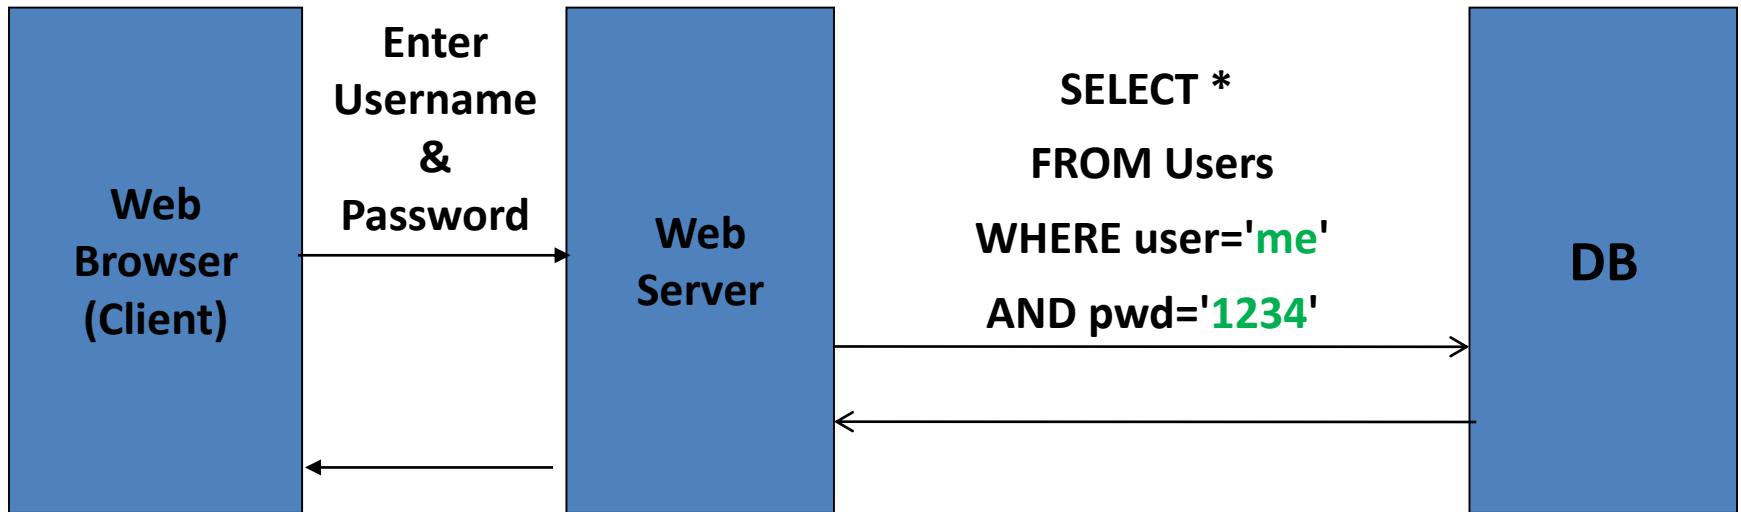 Web
Browser
(Client)
Enter
Username
&
Password
Web
Server
SELECT *
FROM Users
WHERE user='me'
AND pwd='1234'
DB